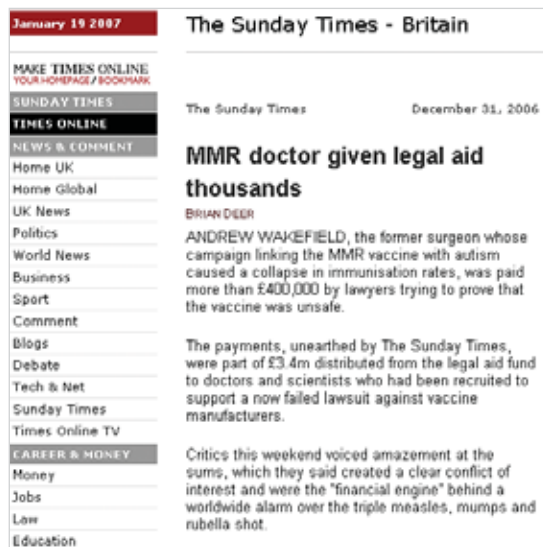 January 19 2007
MAKE TIMES ONLINE
YOUR HOMEPAGE / BOOKMARK
SUNDAY TIMES
TIMES ONLINE
NEWS & COMMENT
Home UK
Home Global
UK News
Politics
World News
Business
Sport
Comment
Blogs
Debate
Tech & Net
Sunday Times
Times Online TV
CAREER & MONEY
Money
Jobs
Law
Education
The Sunday Times - Britain
The Sunday Times December 31, 2006
MMR doctor given legal aid
thousands
BRIAN DEER
ANDREW WAKEFIELD, the former surgeon whose
campaign linking the MMR vaccine with autism
caused a collapse in immunisation rates, was paid
more than £400,000 by lawyers trying to prove that
the vaccine was unsafe.
The payments, unearthed by The Sunday Times,
were part of £3.4m distributed from the legal aid fund
to doctors and scientists who had been recruited to
support a now failed lawsuit against vaccine
manufacturers.
Critics this weekend voiced amazement at the
sums, which they said created a clear conflict of
interest and were the "financial engine" behind a
worldwide alarm over the triple measles, mumps and
rubella shot.